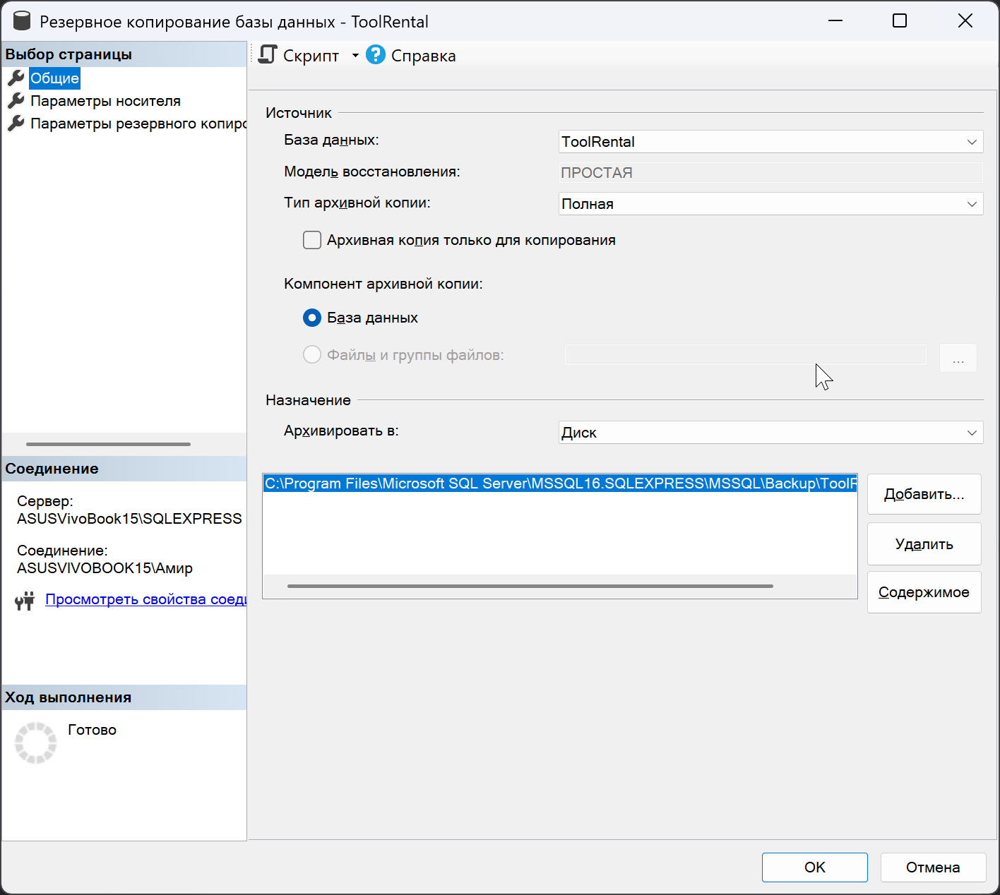 Резервное копирование базы данных - ToolRental
Выбор страницы
Общие
Параметры носителя
Параметры резервного копиро
Скрипт
Справка
Источник
База данных:
ToolRental
Модель восстановления:
ПРОСТАЯ
Тип архивной копии:
Полная
Архивная копия только для копирования
Компонент архивной копии:
База данных
Файлы и группы файлов:
...
Назначение
Архивировать в:
Диск
C:\Program Files\Microsoft SQL Server\MSSQL16.SQLEXPRESS\MSSQL\Backup\ToolR
Добавить...
Удалить
Содержимое
Соединение
Сервер:
ASUSVivoBook15\SQLEXPRESS
Соединение:
ASUSVIVOBOOK15\Амир
Просмотреть свойства соеди
Ход выполнения
Готово
ОК
Отмена